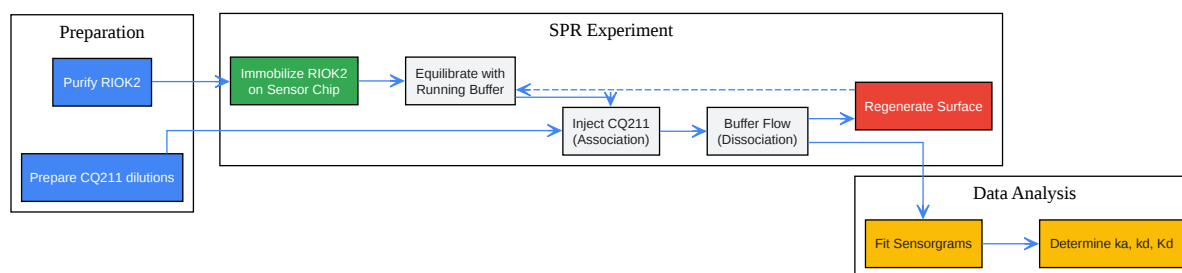 Preparation
Purify RIOK2
Prepare CQ211 dilutions
SPR Experiment
Immobilize RIOK2
on Sensor Chip
Equilibrate with
Running Buffer
Inject CQ211
(Association)
Buffer Flow
(Dissociation)
Regenerate Surface
Data Analysis
Fit Sensorgrams
Determine ka, kd, Kd